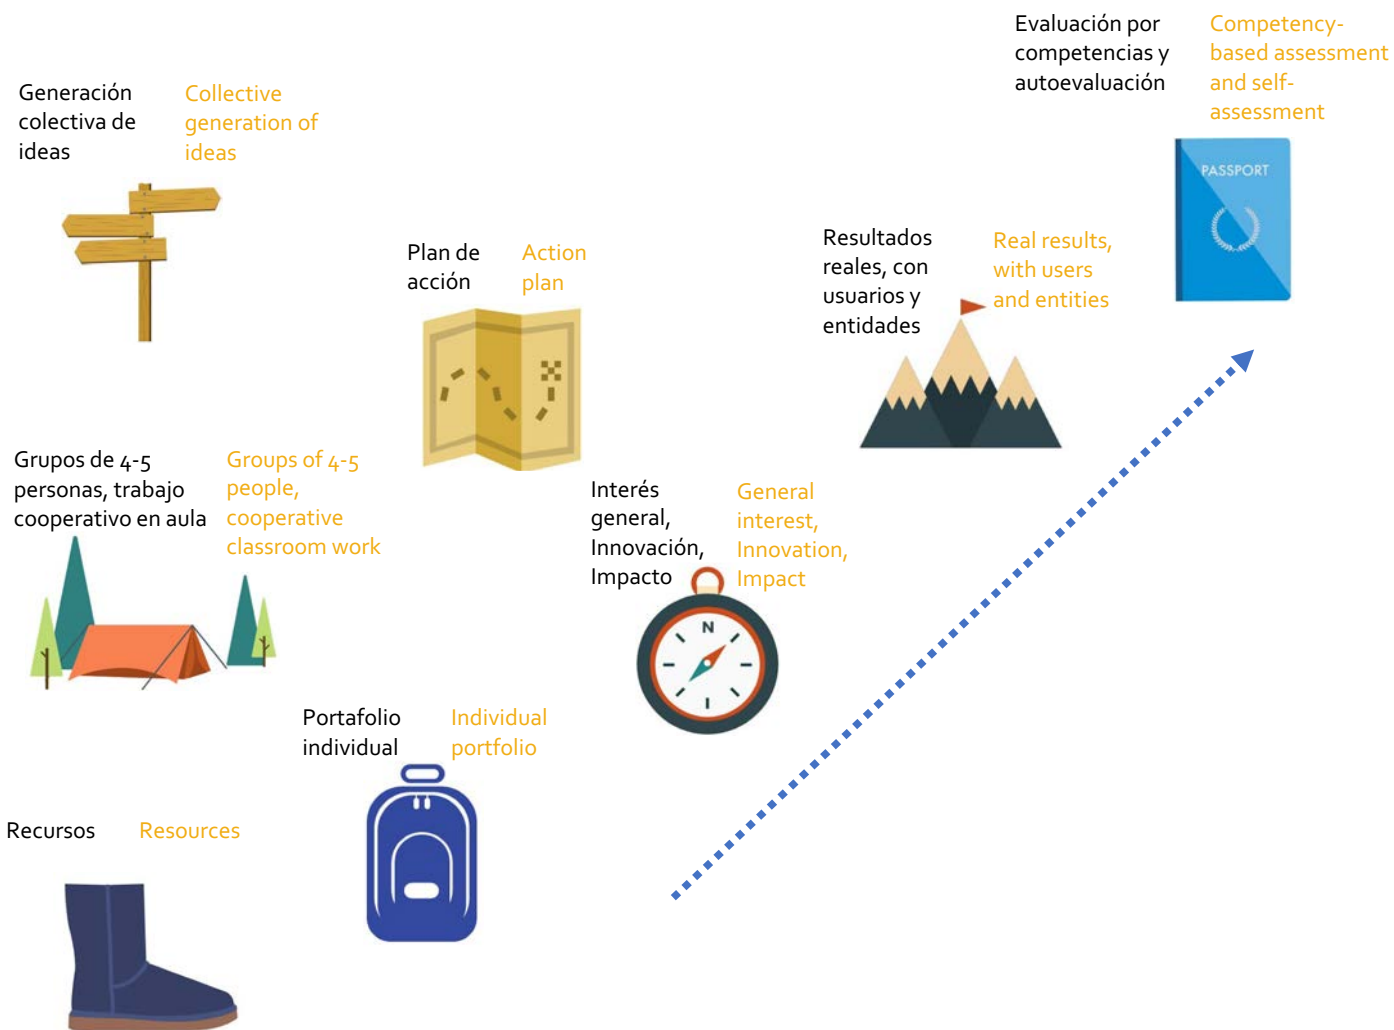 Evaluación por
competencias y
autoevaluación
Competency-
based assessment
and self-
assessment
Generación
colectiva de
ideas
Collective
generation of
ideas
PASSPORT
Plan de
acción
Action
plan
Resultados
reales, con
usuarios y
entidades
Real results,
with users
and entities
Grupos de 4-5
personas, trabajo
cooperativo en aula
Groups of 4-5
people,
cooperative
classroom work
Interés
general,
Innovación,
Impacto
General
interest,
Innovation,
Impact
N
I
Portafolio
individual
Individual
portfolio
Recursos
Resources